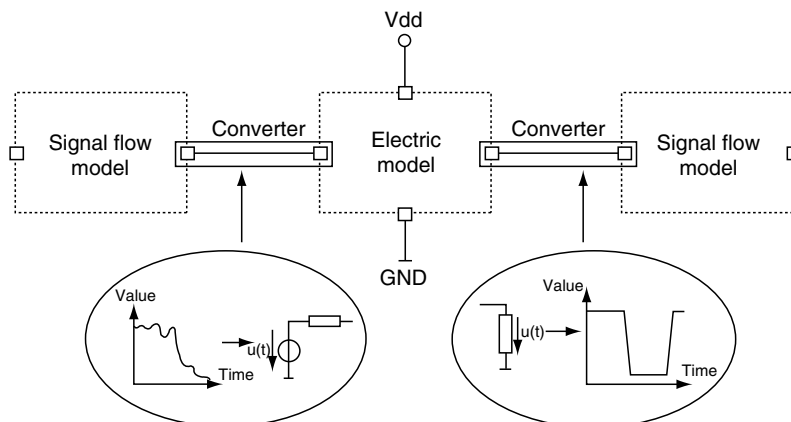 Vdd
Signal flow
model
Converter
Electric
model
Converter
Signal flow
model
GND
Value
u(t)
Time
Value
u(t)
Time